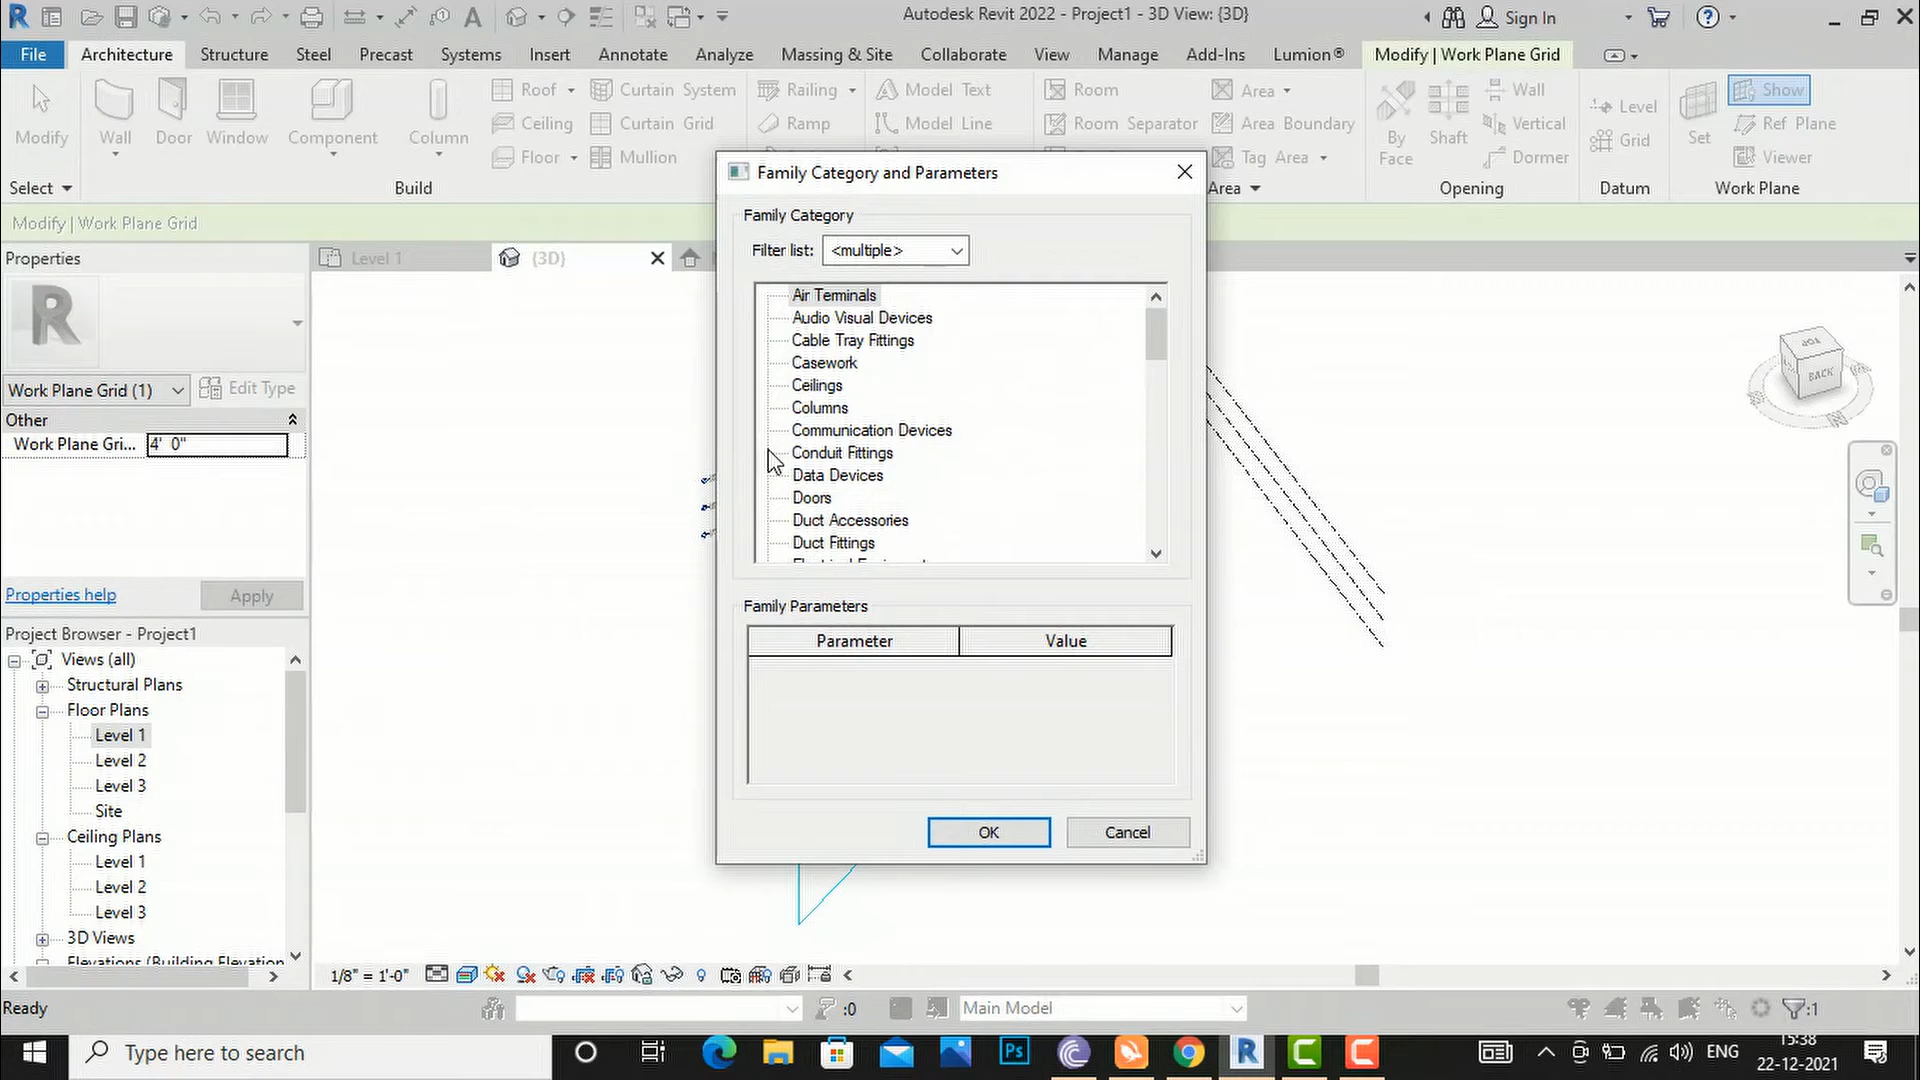 Autodesk Revit 2022 - Project1 - 3D View: {3D}
Sign In
File Architecture Structure Steel Precast Systems Insert Annotate Analyze Massing & Site Collaborate View Manage Add-Ins Lumion® Modify | Work Plane Grid
Modify
Wall
Door
Window
Component
Column
Roof
Ceiling
Floor
Curtain System
Curtain Grid
Mullion
Railing
Ramp
Model Text
Model Line
Room
Room Separator
Area
Area Boundary
Tag Area
By Face
Shaft
Wall
Vertical
Dormer
Level
Grid
Set
Show
Ref Plane
Viewer
Select
Build
Area
Opening
Datum
Work Plane
Modify | Work Plane Grid
Properties
Level 1
{3D}
Work Plane Grid (1)
Edit Type
Other
Work Plane Gri... 4' 0"
Properties help
Apply
Project Browser - Project1
Views (all)
Structural Plans
Floor Plans
Level 1
Level 2
Level 3
Site
Ceiling Plans
Level 1
Level 2
Level 3
3D Views
Elevations (Building Elevation
Family Category and Parameters
Family Category
Filter list: <multiple>
Air Terminals
Audio Visual Devices
Cable Tray Fittings
Casework
Ceilings
Columns
Communication Devices
Conduit Fittings
Data Devices
Doors
Duct Accessories
Duct Fittings
Family Parameters
Parameter Value
OK
Cancel
TOP
BACK
1/8" = 1'-0"
Ready
:0
Main Model
:1
Type here to search
Ps
ENG
15:38
22-12-2021